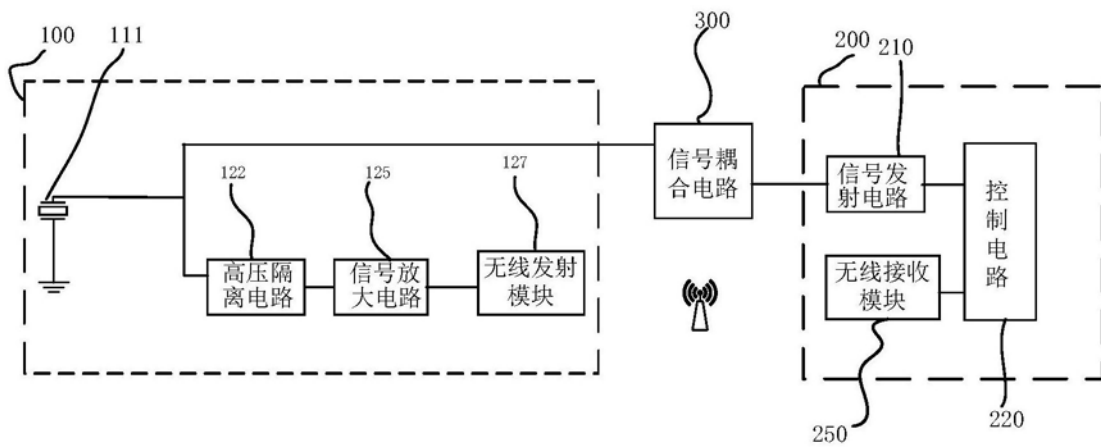 100
111
300
200
210
信号耦
合电路
122
125
127
信号发
射电路
控
制
电
路
高压隔
离电路
信号放
大电路
无线发射
模块
无线接收
模块
250
220